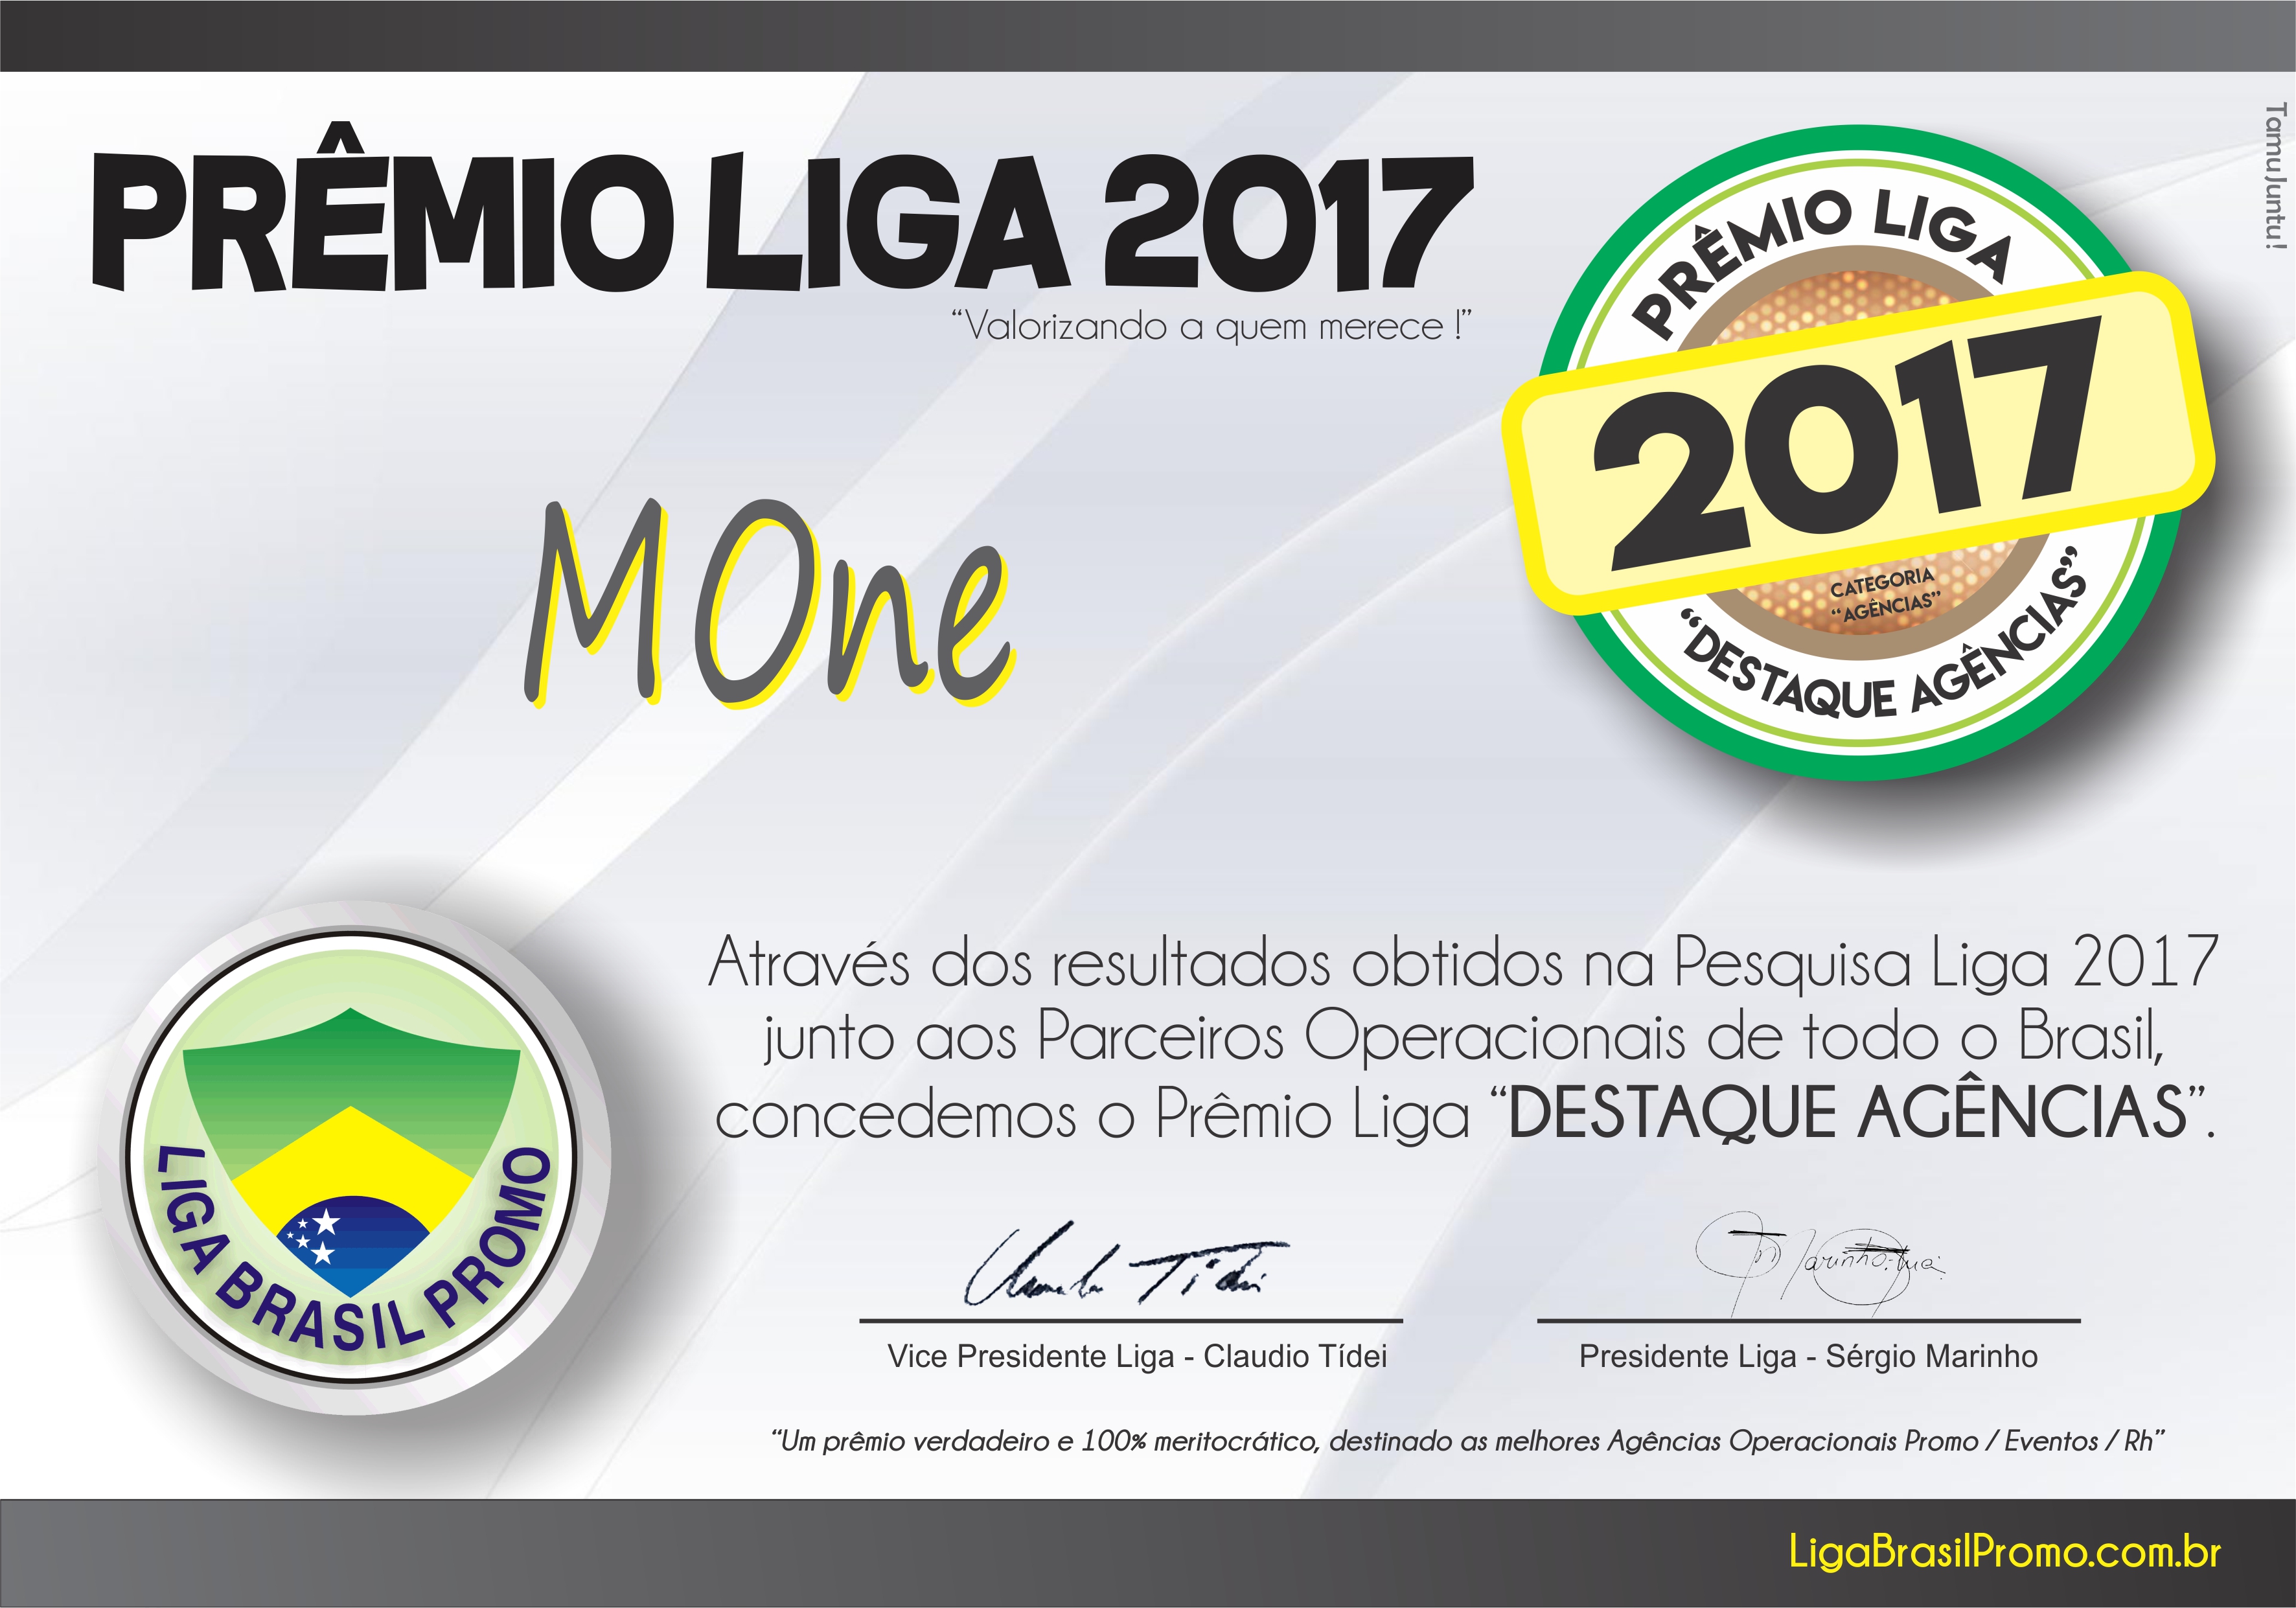 PRÊMIO LIGA 2017
“Valorizando a quem merece !”
TamuJuntu!
PRÊMIO LIGA
2017
CATEGORIA
“AGÊNCIAS”
“DESTAQUE AGÊNCIAS”
MOne
Através dos resultados obtidos na Pesquisa Liga 2017
junto aos Parceiros Operacionais de todo o Brasil,
concedemos o Prêmio Liga “DESTAQUE AGÊNCIAS”.
LIGA BRASIL PROMO
Claudio Tídei
Vice Presidente Liga - Claudio Tídei
Presidente Liga - Sérgio Marinho
“Um prêmio verdadeiro e 100% meritocrático, destinado as melhores Agências Operacionais Promo / Eventos / Rh”
LigaBrasilPromo.com.br